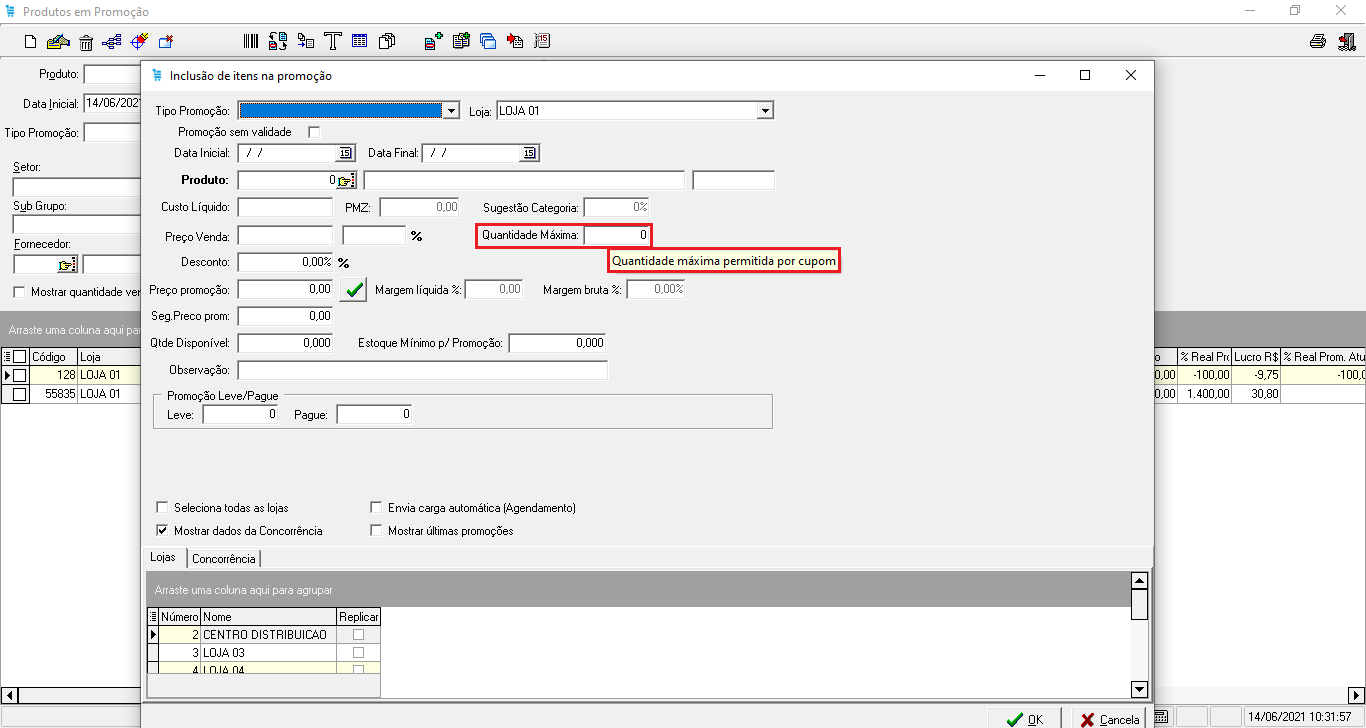 Produtos em Promoção
Produto:
Data Inicial: 14/06/2021
Tipo Promoção:
Setor:
Sub Grupo:
Fornecedor:
Mostrar quantidade ver
Arraste uma coluna aqui par
Código Loja
128 LOJA 01
55835 LOJA 01
Inclusão de itens na promoção
Tipo Promoção: Loja: LOJA 01
Promoção sem validade
Data Inicial: / / 15 Data Final: / / 15
Produto: 0
Custo Líquido: PMZ: 0,00 Sugestão Categoria: 0%
Preço Venda: % Quantidade Máxima: 0
Quantidade máxima permitida por cupom
Desconto: 0,00% %
Preço promoção: 0,00 Margem líquida %: 0,00 Margem bruta %: 0,00%
Seg.Preco prom: 0,00
Qtde Disponível: 0,000 Estoque Mínimo p/ Promoção: 0,000
Observação:
Promoção Leve/Pague
Leve: 0 Pague: 0
Seleciona todas as lojas Envia carga automática (Agendamento)
Mostrar dados da Concorrência Mostrar últimas promoções
Lojas Concorrência
Arraste uma coluna aqui para agrupar
Número Nome Replicar
2 CENTRO DISTRIBUICAO
3 LOJA 03
4 LOJA 04
OK Cancela
o % Real Pro Lucro R$ % Real Prom. Atu
0,00 -100,00 -9,75 -100,0
0,00 1.400,00 30,80
14/06/2021 10:31:57